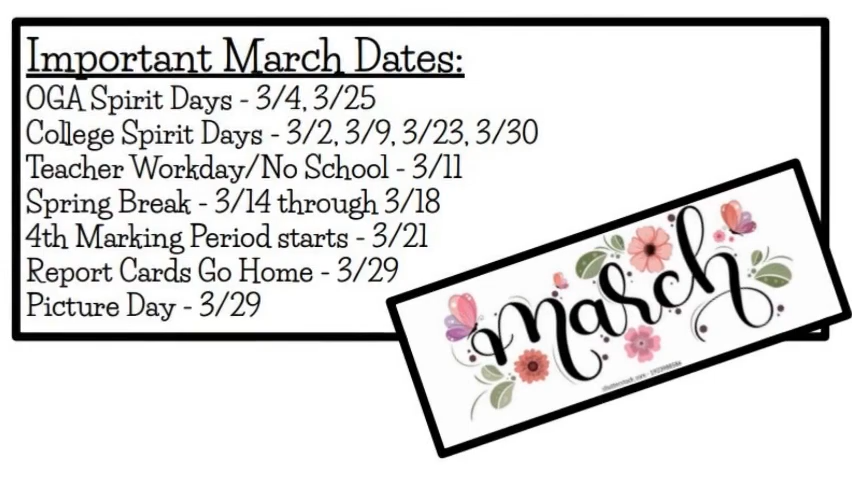 Important March Dates:
OGA Spirit Days - 3/4, 3/25
College Spirit Days - 3/2, 3/9, 3/23, 3/30
Teacher Workday/No School - 3/11
Spring Break - 3/14 through 3/18
4th Marking Period starts - 3/21
Report Cards Go Home - 3/29
Picture Day - 3/29
march